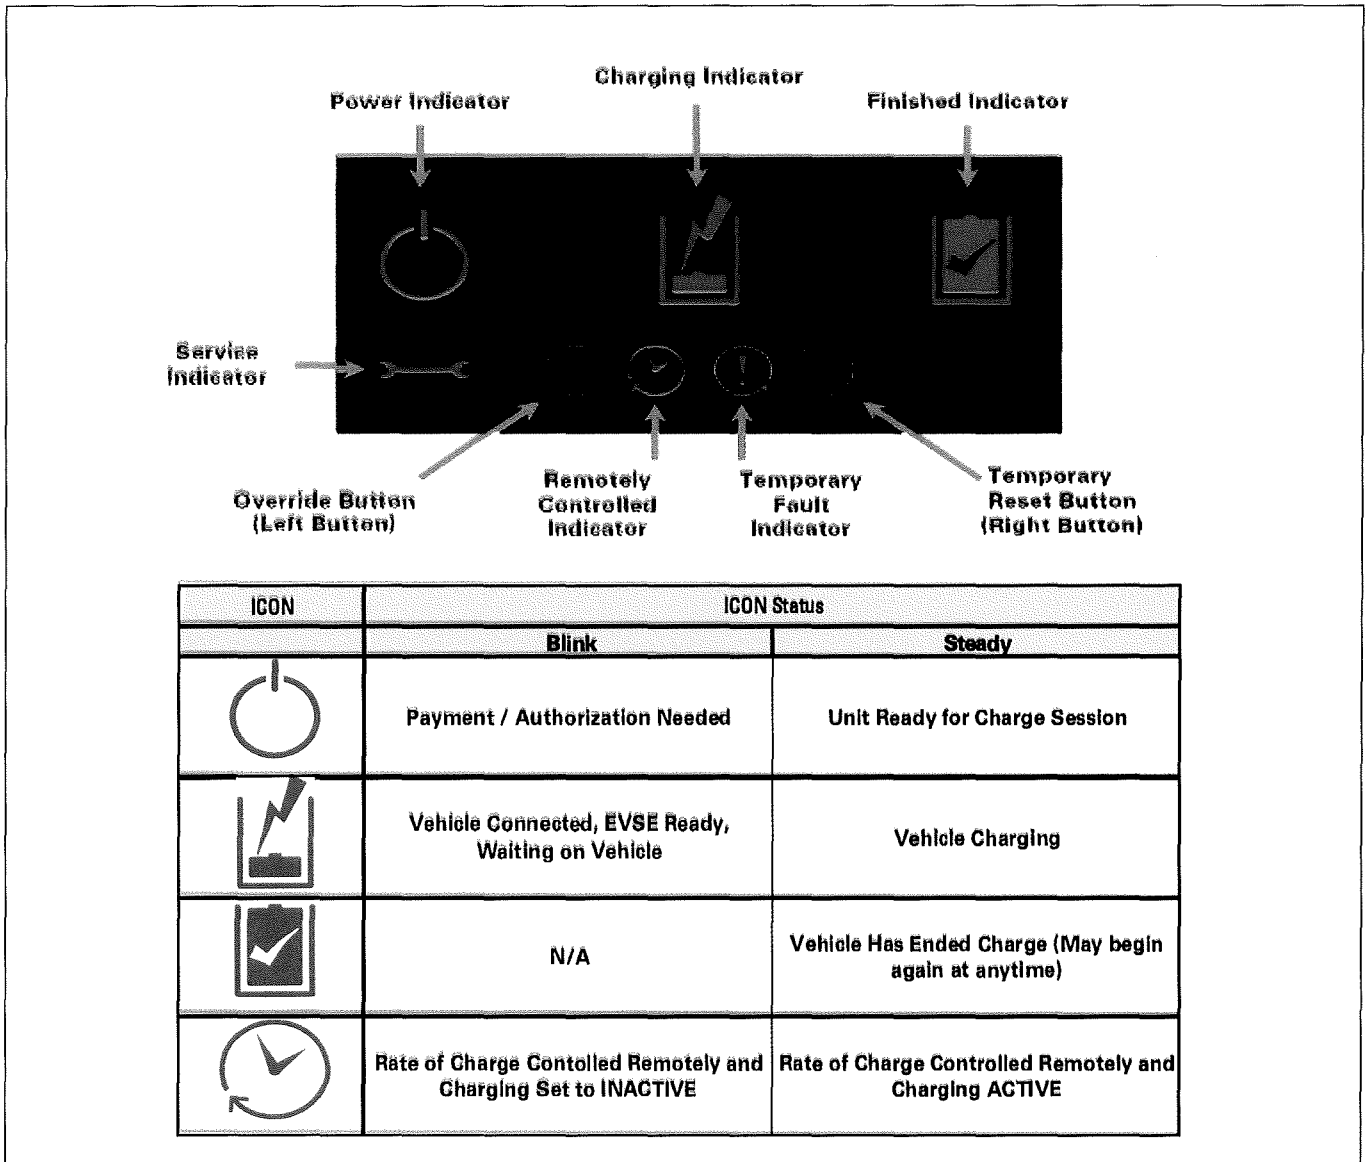 Charging Indicator
Power Indicator
Finished Indicator
Service
Indicator
Override Button
(Left Button)
Remotely
Controlled
Indicator
Temporary
Fault
Indicator
Temporary
Reset Button
(Right Button)
ICON
ICON Status
Blink
Steady
Payment / Authorization Needed
Unit Ready for Charge Session
Vehicle Connected, EVSE Ready,
Waiting on Vehicle
Vehicle Charging
N/A
Vehicle Has Ended Charge (May begin
again at anytime)
Rate of Charge Contolled Remotely and
Charging Set to INACTIVE
Rate of Charge Controlled Remotely and
Charging ACTIVE